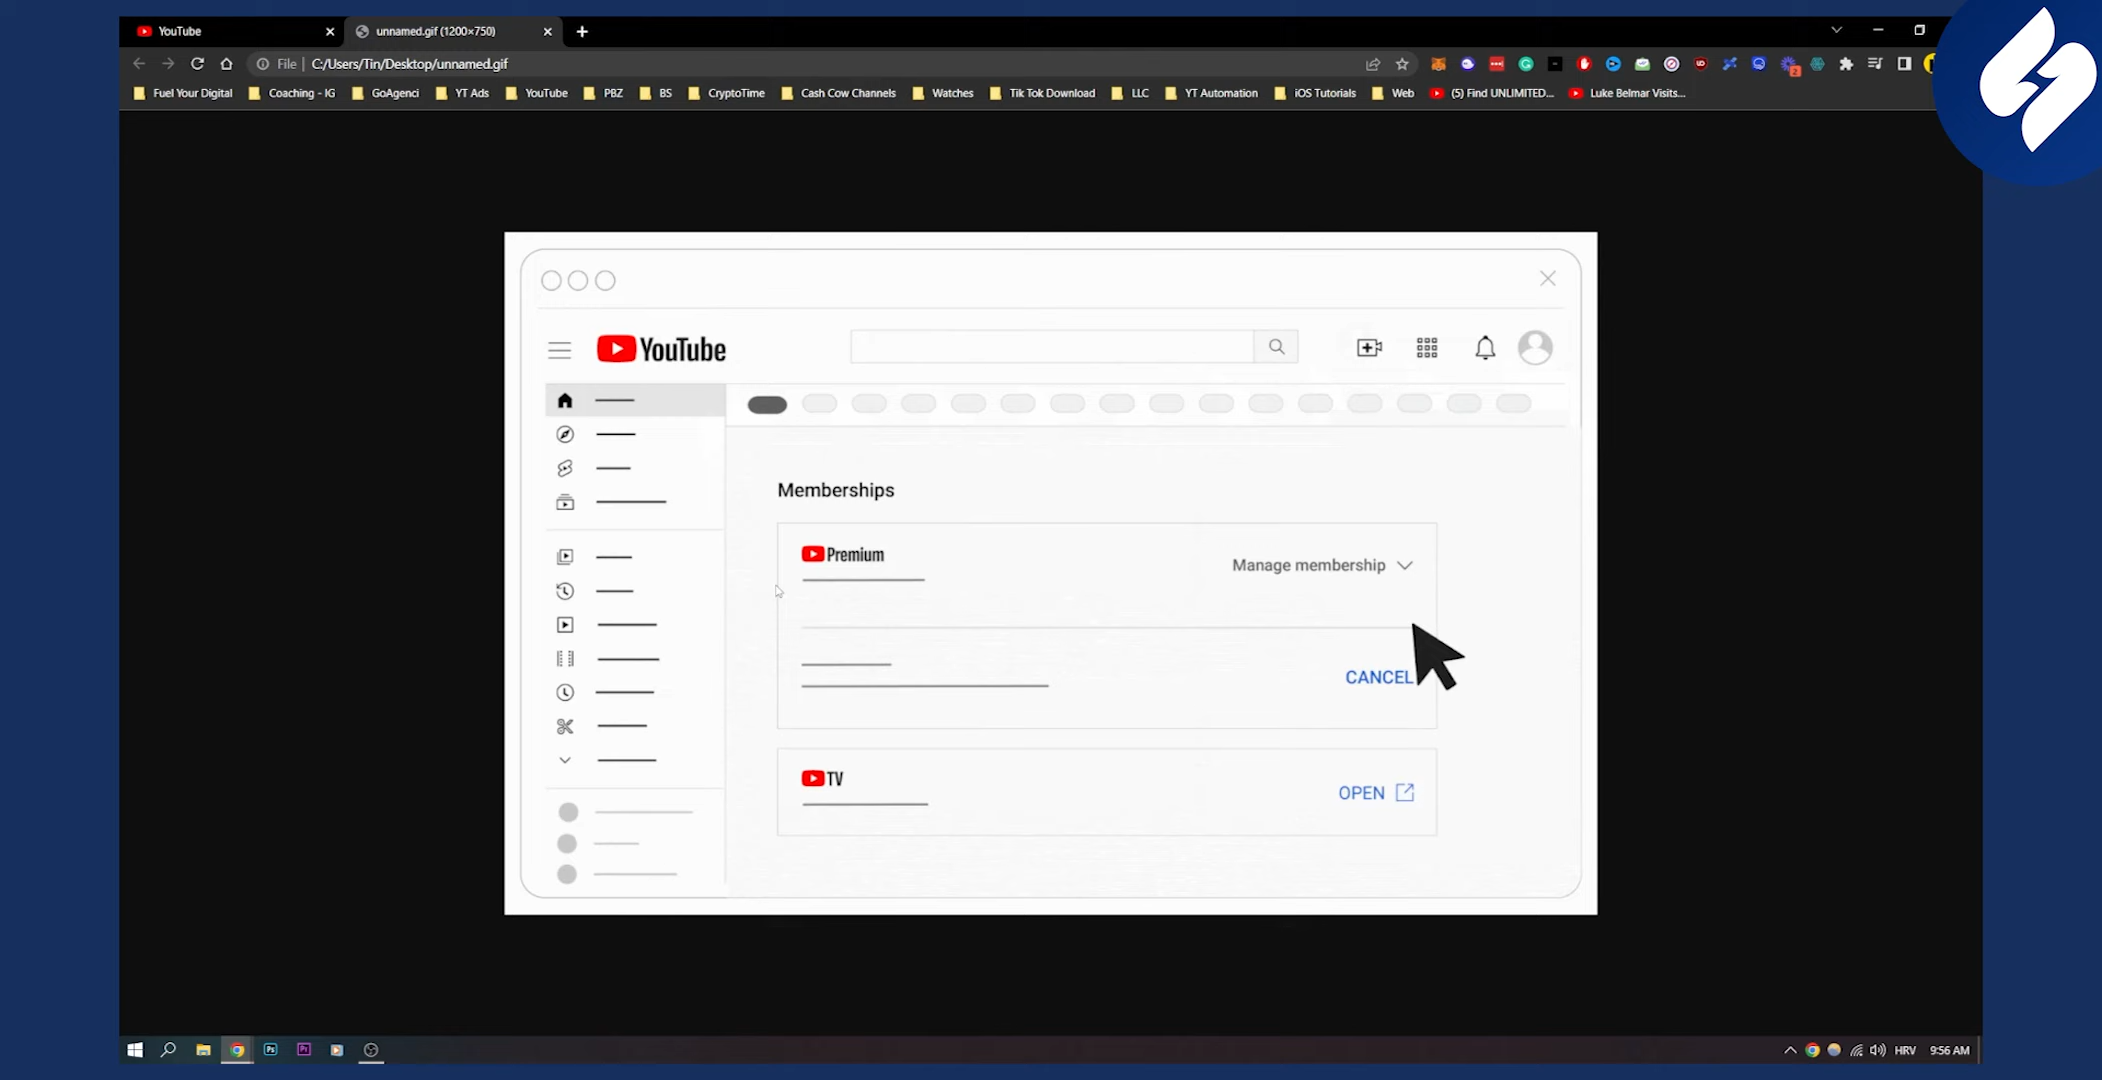 YouTube
unnamed.gif (1200×750)
File
C:/Users/Tin/Desktop/unnamed.gif
Fuel Your Digital
Coaching - IG
GoAgenci
YT Ads
YouTube
PBZ
BS
CryptoTime
Cash Cow Channels
Watches
Tik Tok Download
LLC
YT Automation
iOS Tutorials
Web
(5) Find UNLIMITED...
Luke Belmar Visits...
YouTube
Memberships
Premium
Manage membership
CANCEL
TV
OPEN
Ps
Pr
HRV
9:56 AM